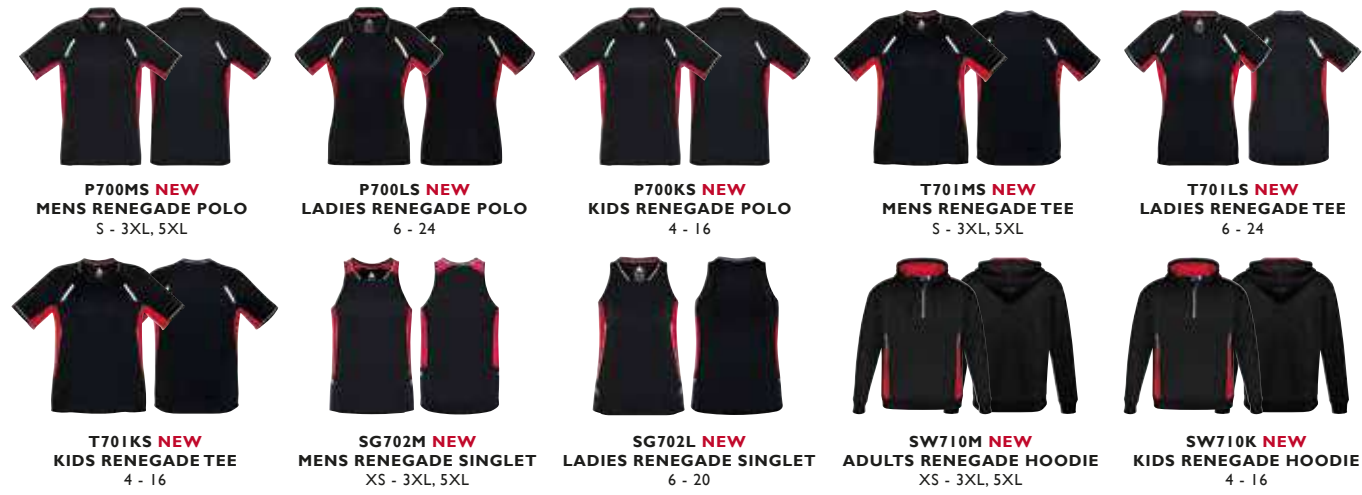 P700MS NEW
MENS RENEGADE POLO
S - 3XL, 5XL
P700LS NEW
LADIES RENEGADE POLO
6 - 24
P700KS NEW
KIDS RENEGADE POLO
4 - 16
T701MS NEW
MENS RENEGADE TEE
S - 3XL, 5XL
T701LS NEW
LADIES RENEGADE TEE
6 - 24
T701KS NEW
KIDS RENEGADE TEE
4 - 16
SG702M NEW
MENS RENEGADE SINGLET
XS - 3XL, 5XL
SG702L NEW
LADIES RENEGADE SINGLET
6 - 20
SW710M NEW
ADULTS RENEGADE HOODIE
XS - 3XL, 5XL
SW710K NEW
KIDS RENEGADE HOODIE
4 - 16